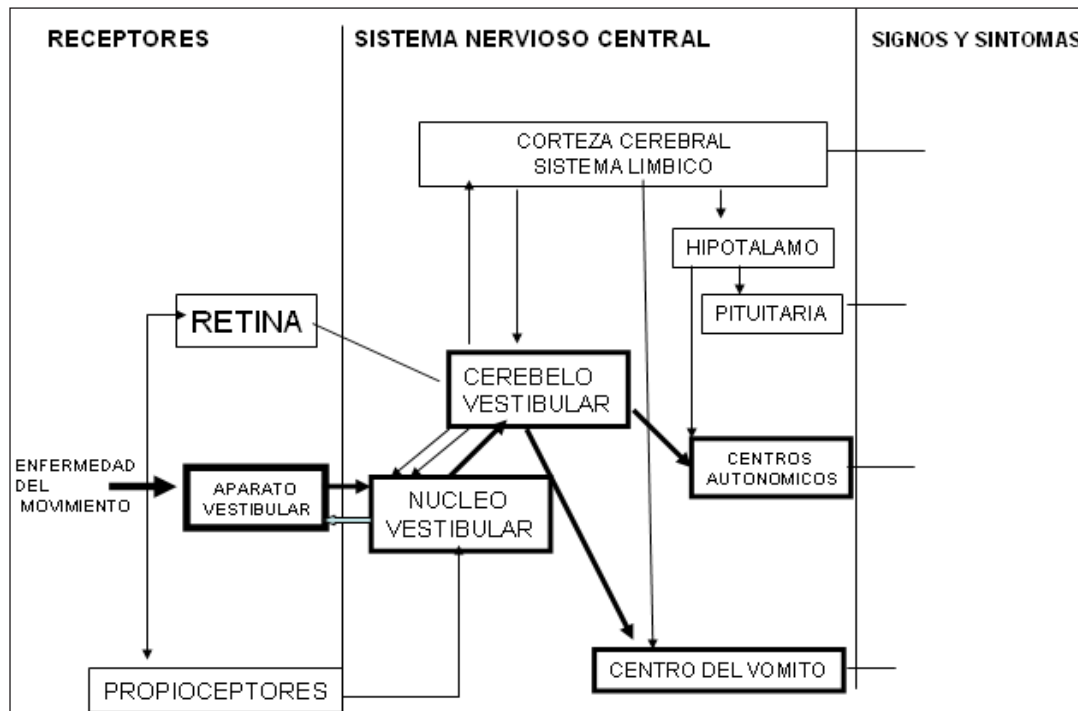 RECEPTORES
SISTEMA NERVIOSO CENTRAL
SIGNOS Y SINTOMAS
CORTEZA CEREBRAL
SISTEMA LIMBICO
HIPOTALAMO
PITUITARIA
RETINA
CEREBELO
VESTIBULAR
ENFERMEDAD
DEL
MOVIMIENTO
APARATO
VESTIBULAR
NUCLEO
VESTIBULAR
CENTROS
AUTONOMICOS
PROPIOCEPTORES
CENTRO DEL VOMITO